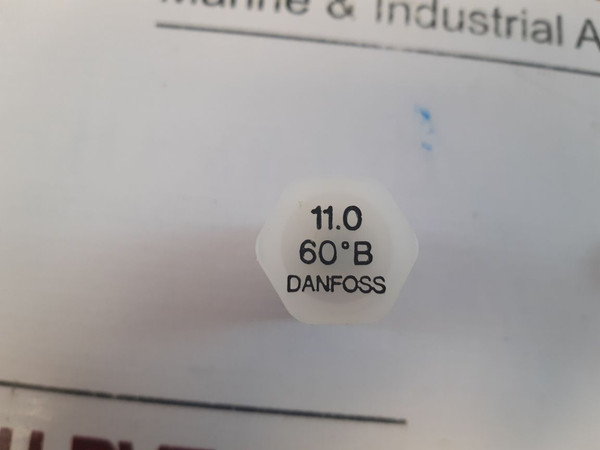 Marine & Industrial A
11.0
60°B
DANFOSS